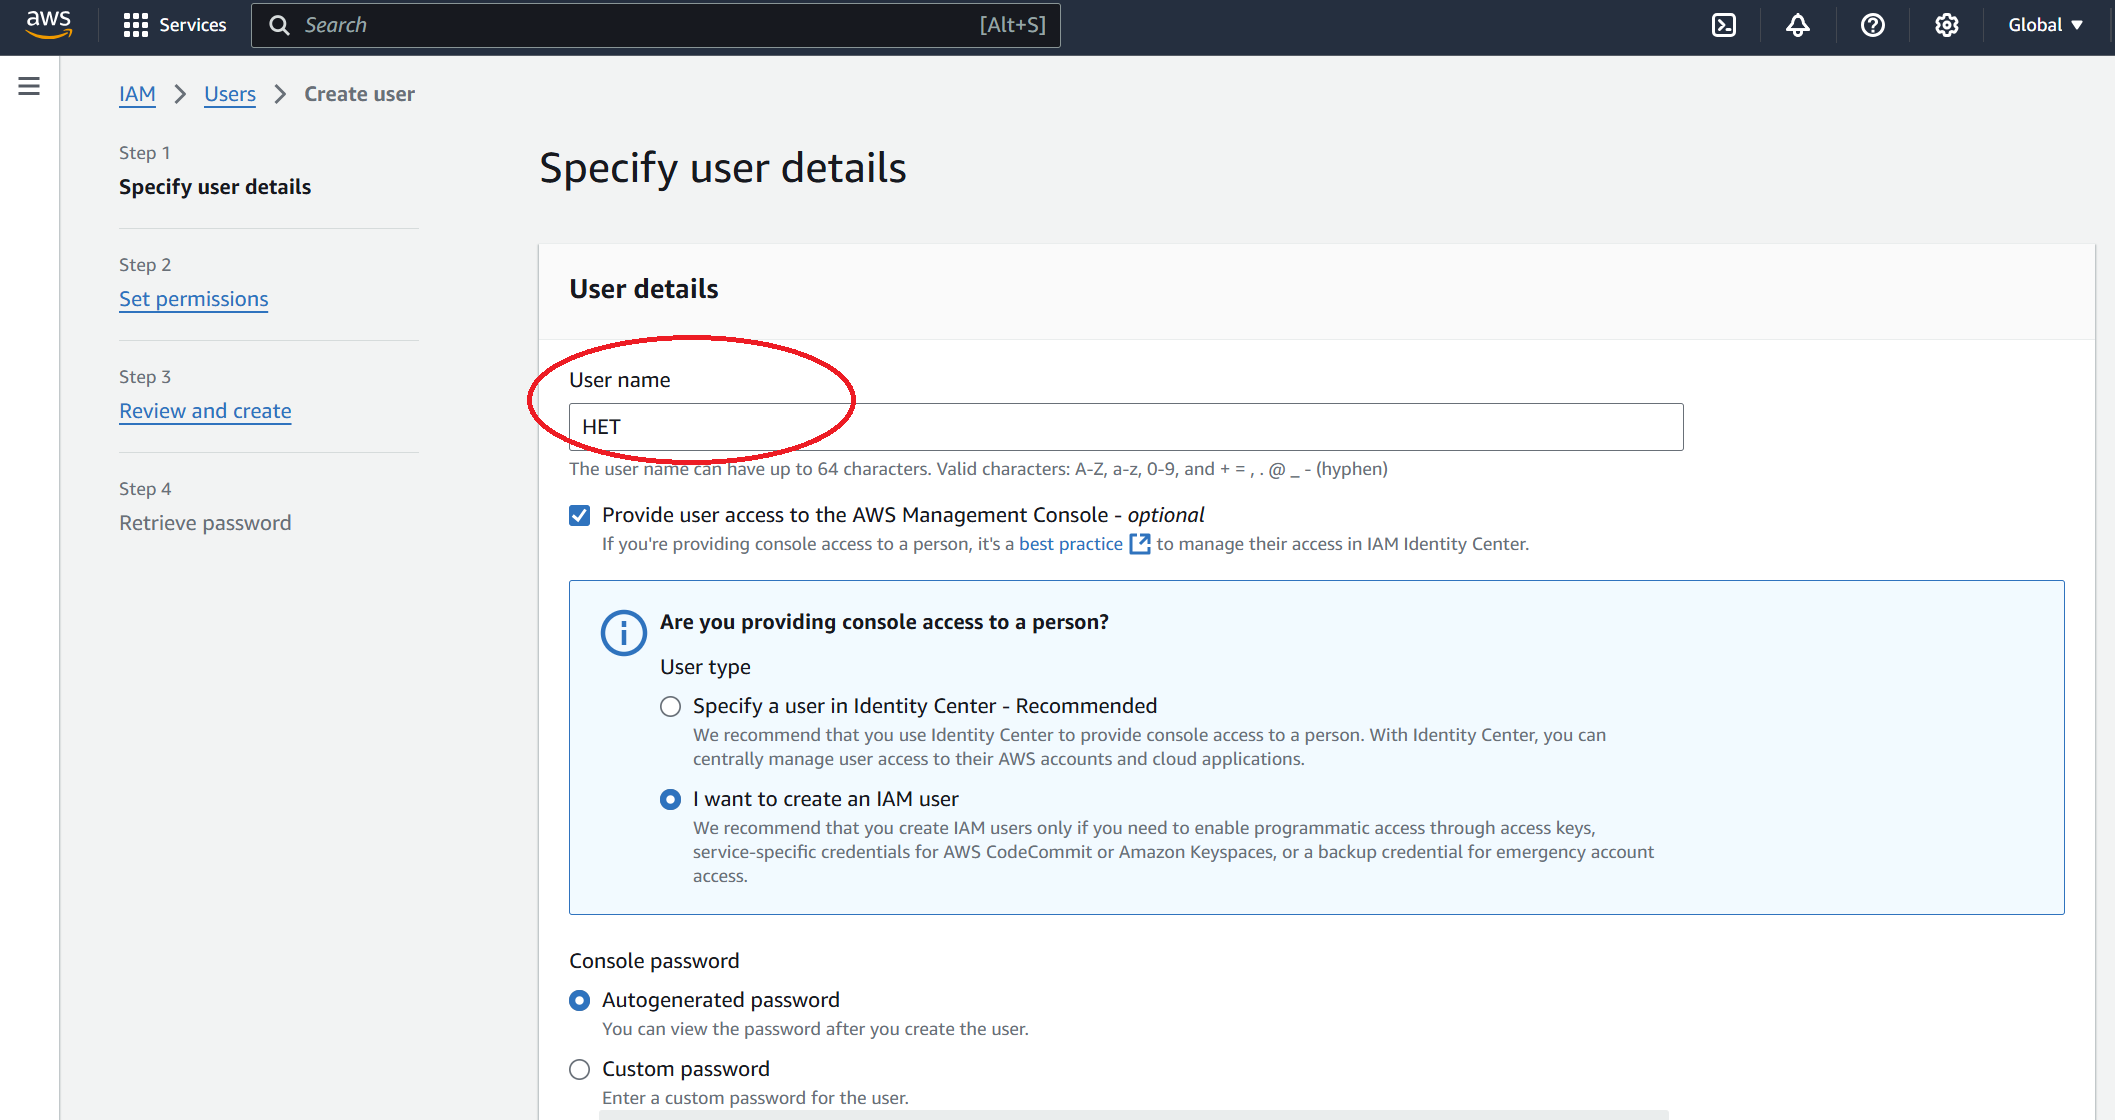 aws
Services
Search
[Alt+S]
Global
IAM > Users > Create user
Step 1
Specify user details
Step 2
Set permissions
Step 3
Review and create
Step 4
Retrieve password
Specify user details
User details
User name
HET
The user name can have up to 64 characters. Valid characters: A-Z, a-z, 0-9, and + = , . @ _ - (hyphen)
Provide user access to the AWS Management Console - optional
If you're providing console access to a person, it's a best practice to manage their access in IAM Identity Center.
Are you providing console access to a person?
User type
Specify a user in Identity Center - Recommended
We recommend that you use Identity Center to provide console access to a person. With Identity Center, you can
centrally manage user access to their AWS accounts and cloud applications.
I want to create an IAM user
We recommend that you create IAM users only if you need to enable programmatic access through access keys,
service-specific credentials for AWS CodeCommit or Amazon Keyspaces, or a backup credential for emergency account
access.
Console password
Autogenerated password
You can view the password after you create the user.
Custom password
Enter a custom password for the user.